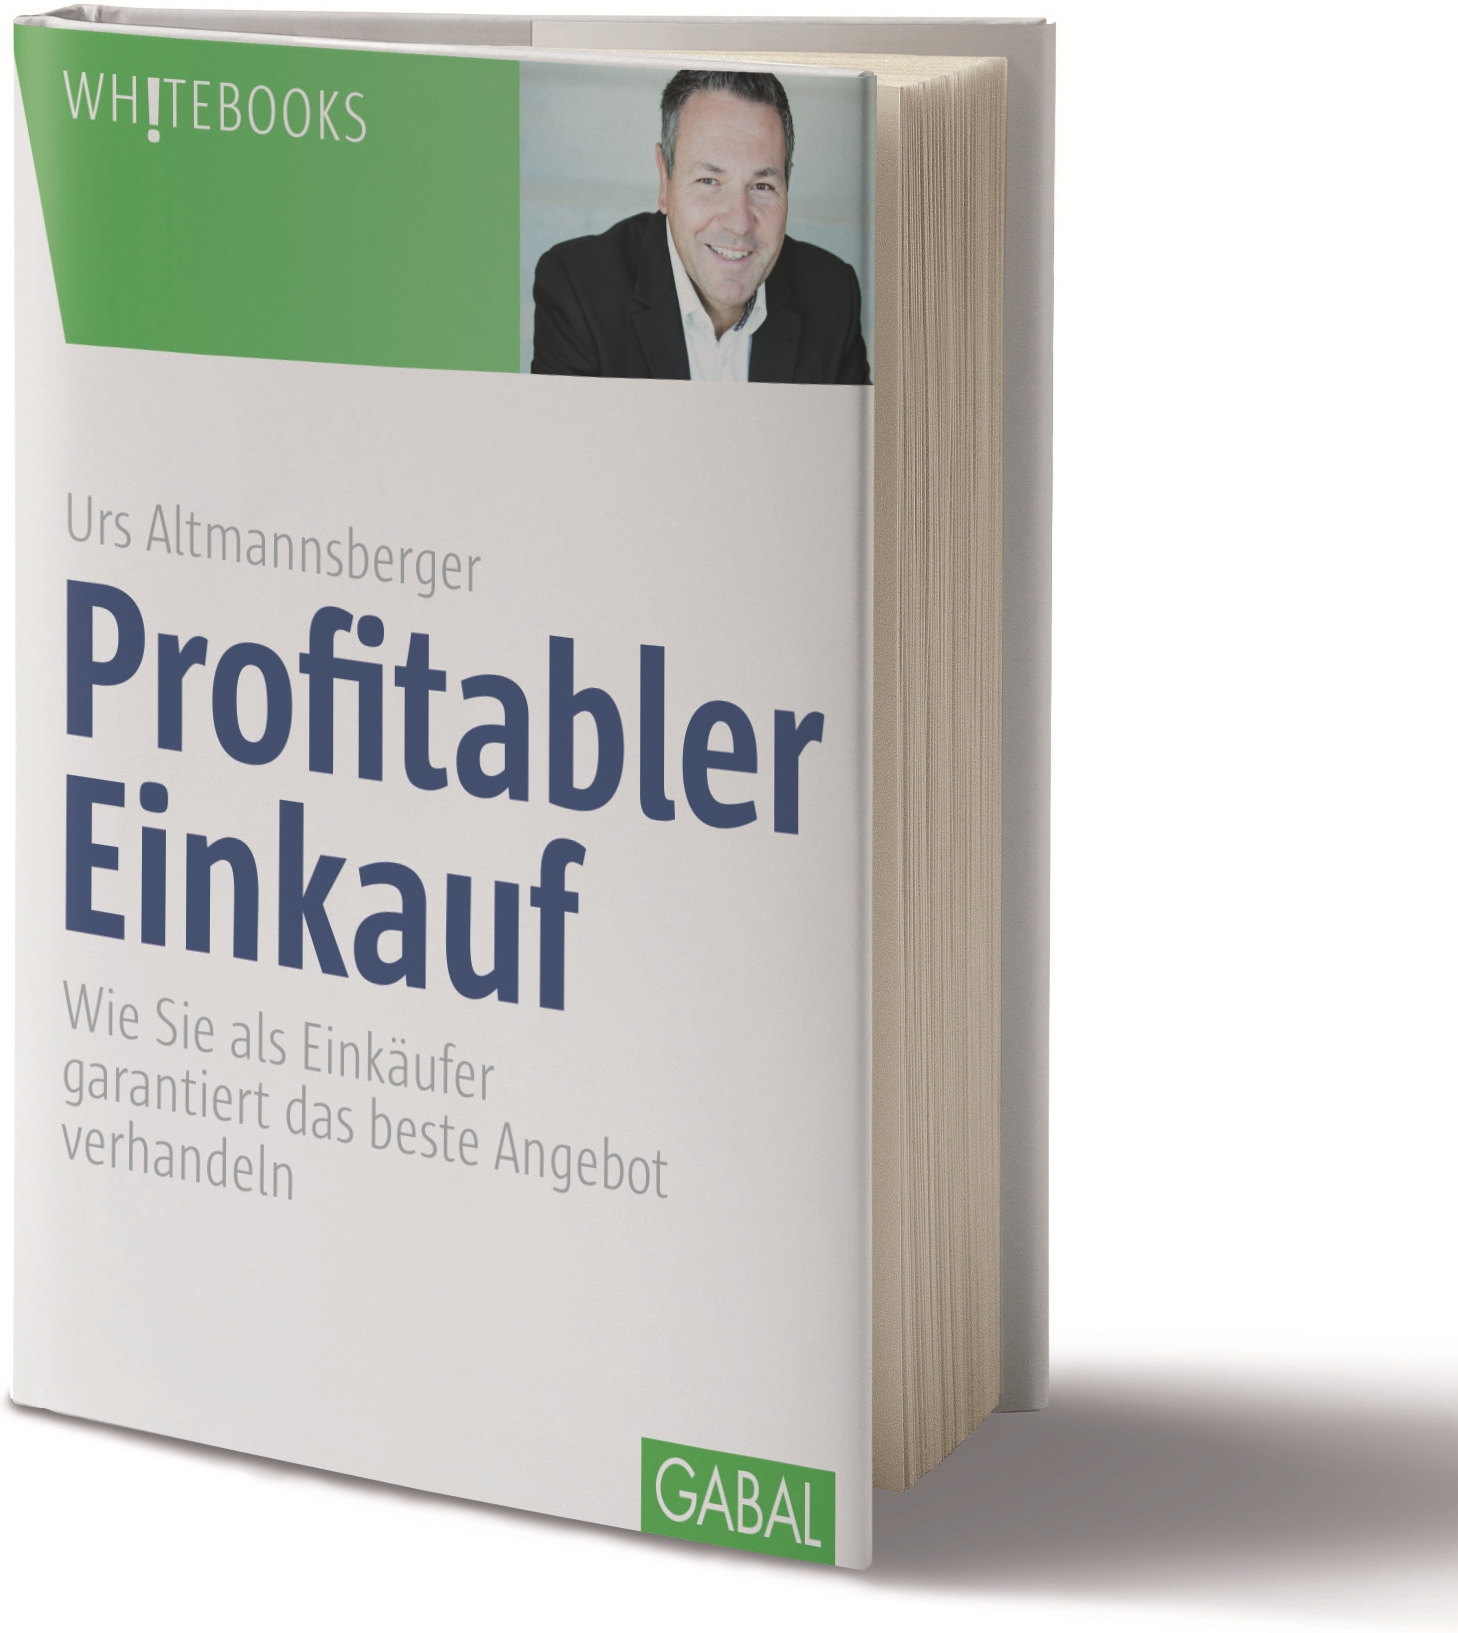 WH!TEBOOKS
Urs Altmannsberger
Profitabler
Einkauf
Wie Sie als Einkäufer
garantiert das beste Angebot
verhandeln
GABAL